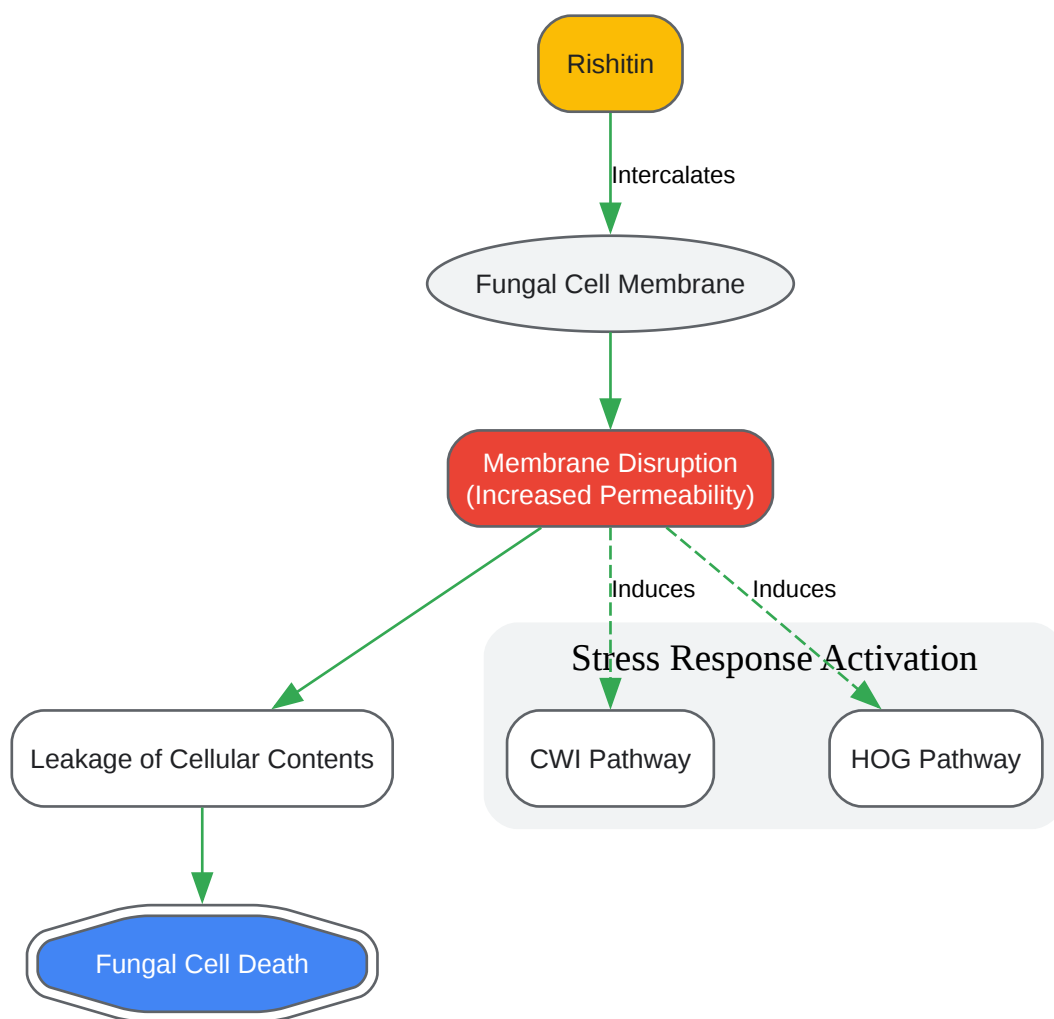 Rishitin
Intercalates
Fungal Cell Membrane
Membrane Disruption
(Increased Permeability)
Induces
Induces
Stress Response Activation
Leakage of Cellular Contents
CWI Pathway
HOG Pathway
Fungal Cell Death